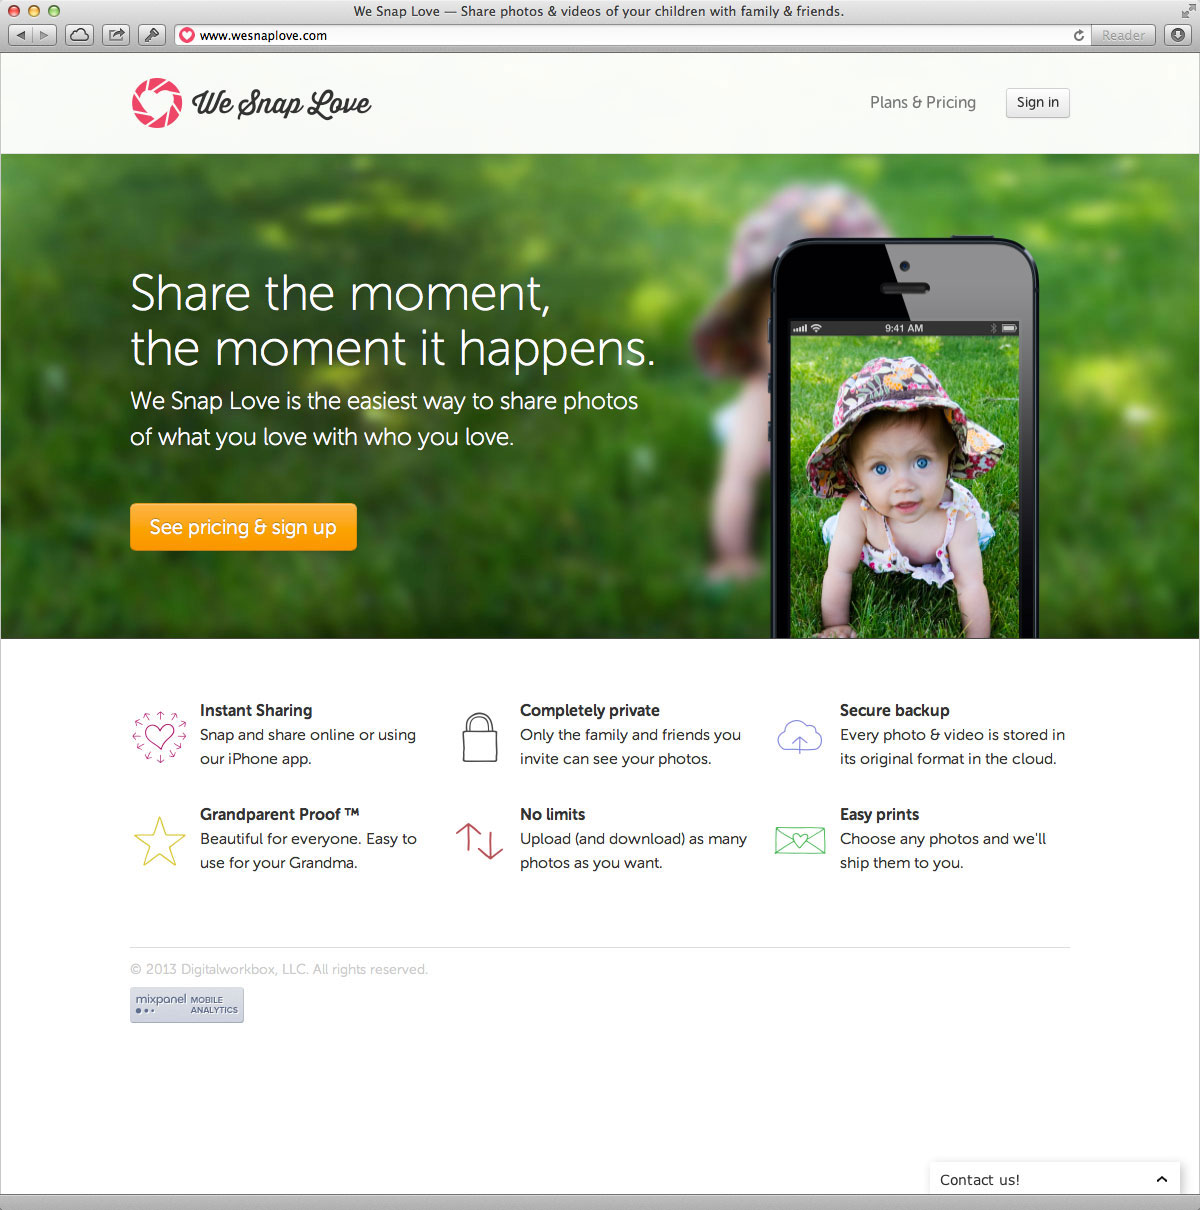 We Snap Love — Share photos & videos of your children with family & friends.
www.wesnaplove.com
Reader
We Snap Love
Plans & Pricing
Sign in
Share the moment,
the moment it happens.
We Snap Love is the easiest way to share photos
of what you love with who you love.
See pricing & sign up
9:41 AM
Instant Sharing
Snap and share online or using
our iPhone app.
Completely private
Only the family and friends you
invite can see your photos.
Secure backup
Every photo & video is stored in
its original format in the cloud.
Grandparent Proof ™
Beautiful for everyone. Easy to
use for your Grandma.
No limits
Upload (and download) as many
photos as you want.
Easy prints
Choose any photos and we'll
ship them to you.
© 2013 Digitalworkbox, LLC. All rights reserved.
mixpanel MOBILE
ANALYTICS
Contact us!